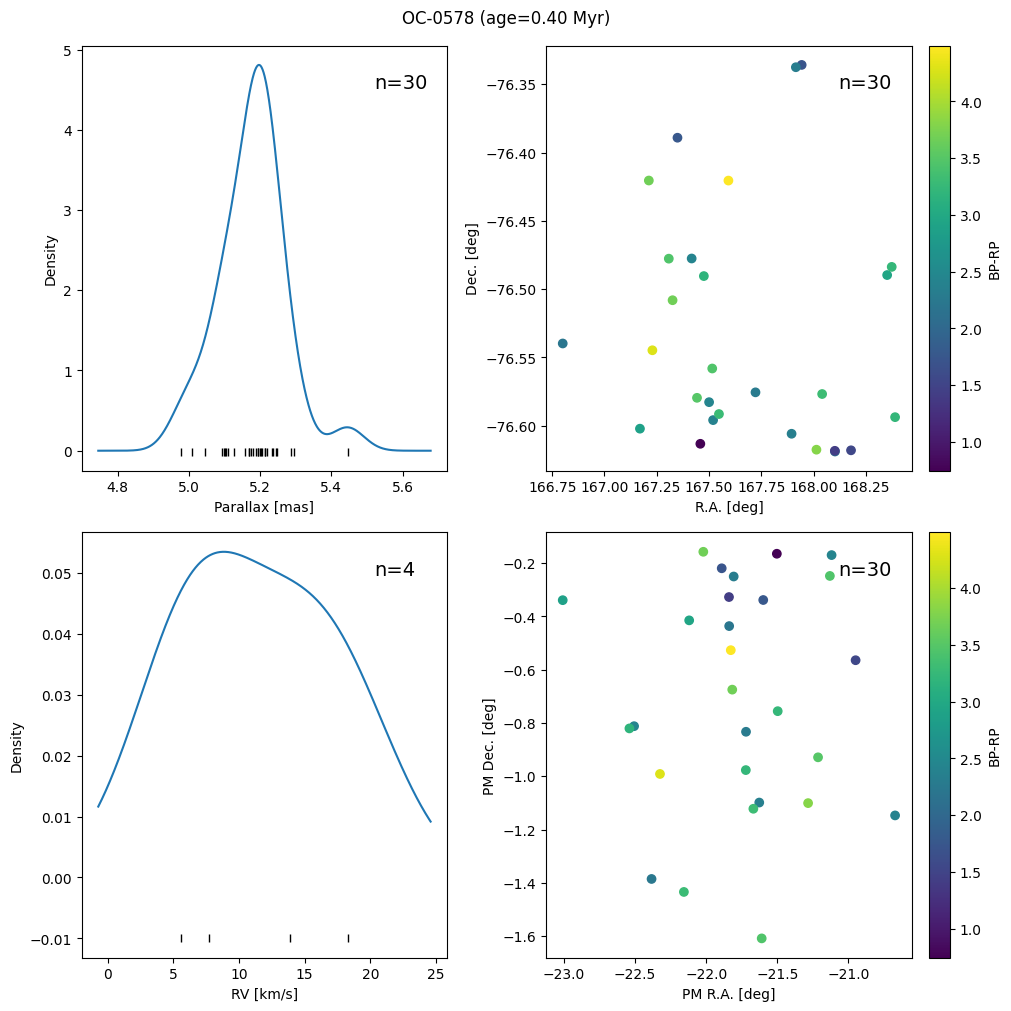 OC-0578 (age=0.40 Myr)
n=30
5
4
3
2
1
0
Density
4.8 5.0 5.2 5.4 5.6
Parallax [mas]
n=30
−76.35
−76.40
−76.45
−76.50
−76.55
−76.60
Dec. [deg]
166.75 167.00 167.25 167.50 167.75 168.00 168.25
R.A. [deg]
4.0
3.5
3.0
2.5
2.0
1.5
1.0
BP-RP
n=4
0.05
0.04
0.03
0.02
0.01
0.00
−0.01
Density
0 5 10 15 20 25
RV [km/s]
n=30
−0.2
−0.4
−0.6
−0.8
−1.0
−1.2
−1.4
−1.6
PM Dec. [deg]
−23.0 −22.5 −22.0 −21.5 −21.0
PM R.A. [deg]
4.0
3.5
3.0
2.5
2.0
1.5
1.0
BP-RP